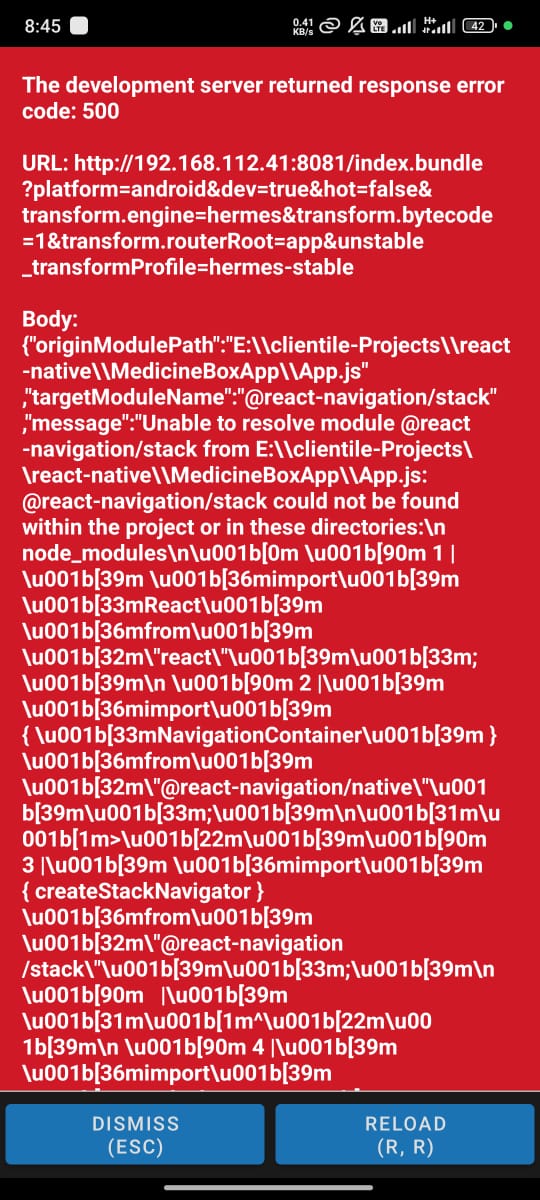 8:45
0.41 KB/s
Vo LTE
H+
42
The development server returned response error
code: 500
URL: http://192.168.112.41:8081/index.bundle
?platform=android&dev=true&hot=false&
transform.engine=hermes&transform.bytecode
=1&transform.routerRoot=app&unstable
_transformProfile=hermes-stable
Body:
{"originModulePath":"E:\\clientile-Projects\\react
-native\\MedicineBoxApp\\App.js"
,"targetModuleName":"@react-navigation/stack"
,"message":"Unable to resolve module @react
-navigation/stack from E:\\clientile-Projects\
\react-native\\MedicineBoxApp\\App.js:
@react-navigation/stack could not be found
within the project or in these directories:\n
node_modules\n\u001b[0m \u001b[90m 1 |
\u001b[39m \u001b[36mimport\u001b[39m
\u001b[33mReact\u001b[39m
\u001b[36mfrom\u001b[39m
\u001b[32m\"react\"\u001b[39m\u001b[33m;
\u001b[39m\n \u001b[90m 2 |\u001b[39m
\u001b[36mimport\u001b[39m
{ \u001b[33mNavigationContainer\u001b[39m }
\u001b[36mfrom\u001b[39m
\u001b[32m\"@react-navigation/native\"\u001
b[39m\u001b[33m;\u001b[39m\n\u001b[31m\u
001b[1m>\u001b[22m\u001b[39m\u001b[90m
3 |\u001b[39m \u001b[36mimport\u001b[39m
{ createStackNavigator }
\u001b[36mfrom\u001b[39m
\u001b[32m\"@react-navigation
/stack\"\u001b[39m\u001b[33m;\u001b[39m\n
\u001b[90m   |\u001b[39m
\u001b[31m\u001b[1m^\u001b[22m\u00
1b[39m\n \u001b[90m 4 |\u001b[39m
\u001b[36mimport\u001b[39m
DISMISS
(ESC)
RELOAD
(R, R)